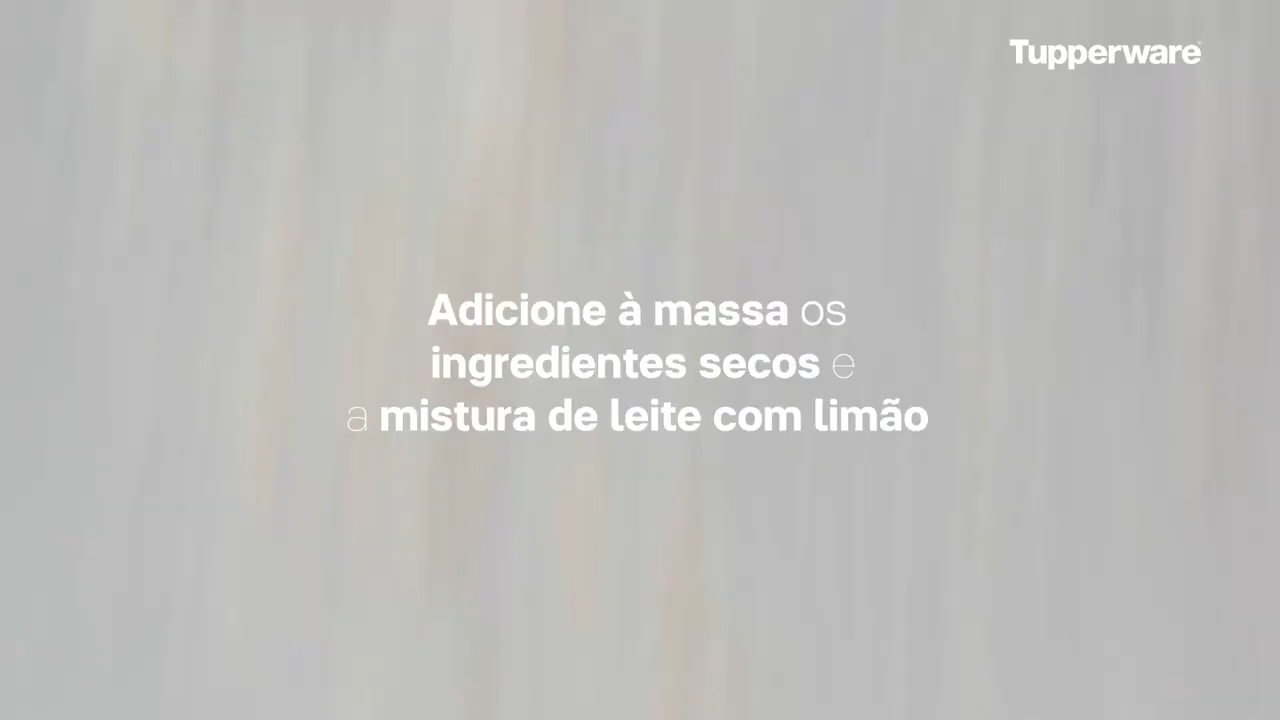 Tupperware
Adicione à massa os
ingredientes secos e
a mistura de leite com limão